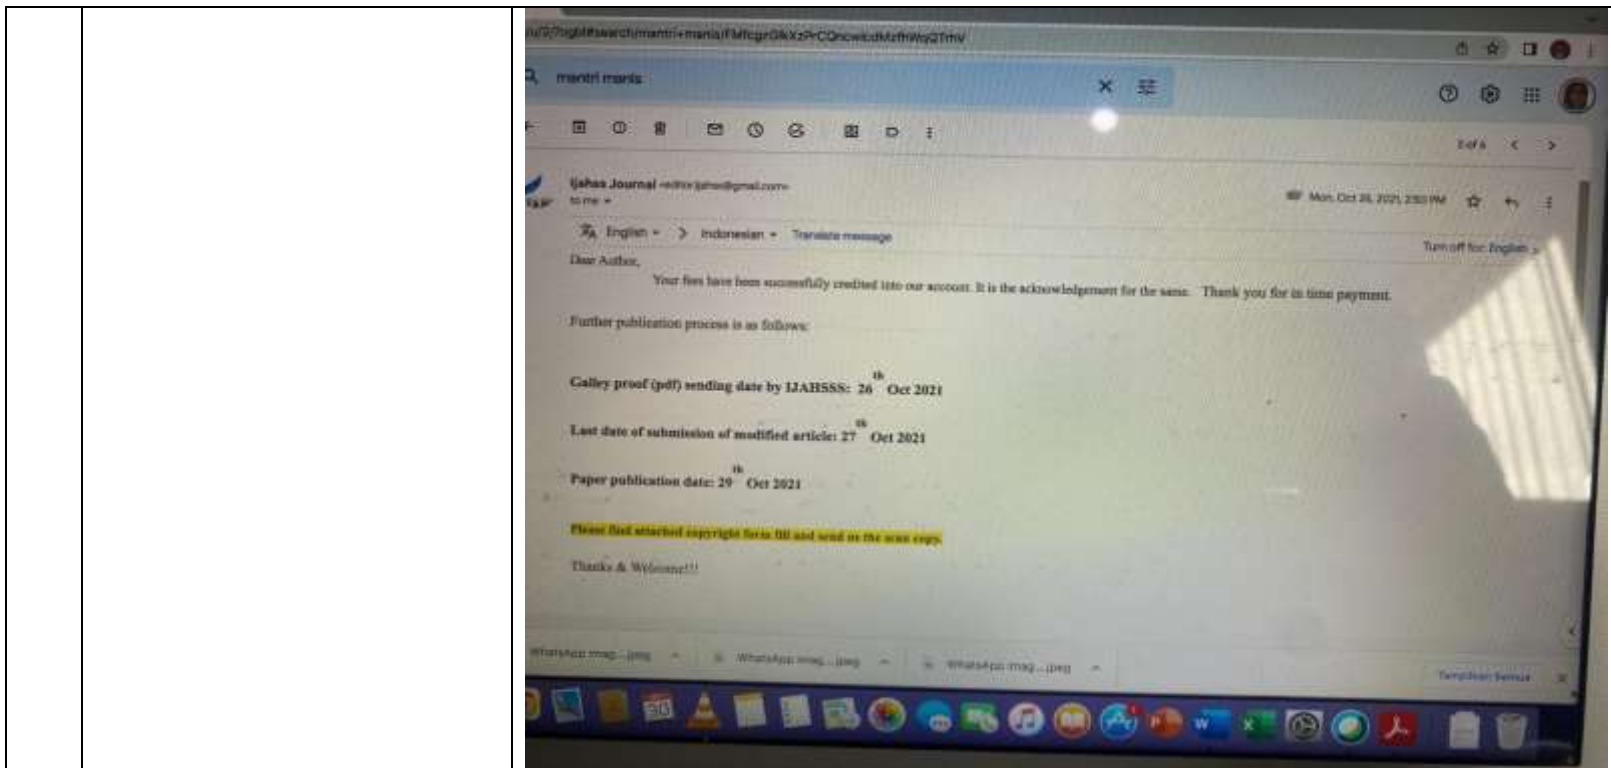 mantri manis
2 of 6
Ijahss Journal
to me
Mon, Oct 25, 2021, 2:50 PM
English > Indonesian Translate message
Turn off for: English
Dear Author,
Your fees have been successfully credited into our account. It is the acknowledgement for the same. Thank you for in time payment.
Further publication process is as follows:
Galley proof (pdf) sending date by IJAHSSS: 26th Oct 2021
Last date of submission of modified article: 27th Oct 2021
Paper publication date: 29th Oct 2021
Please find attached copyright form fill and send us the scan copy.
Thanks & Welcome!!!
WhatsApp Imag....jpeg
WhatsApp Imag....jpeg
WhatsApp Imag....jpeg
Tampilkan Semua